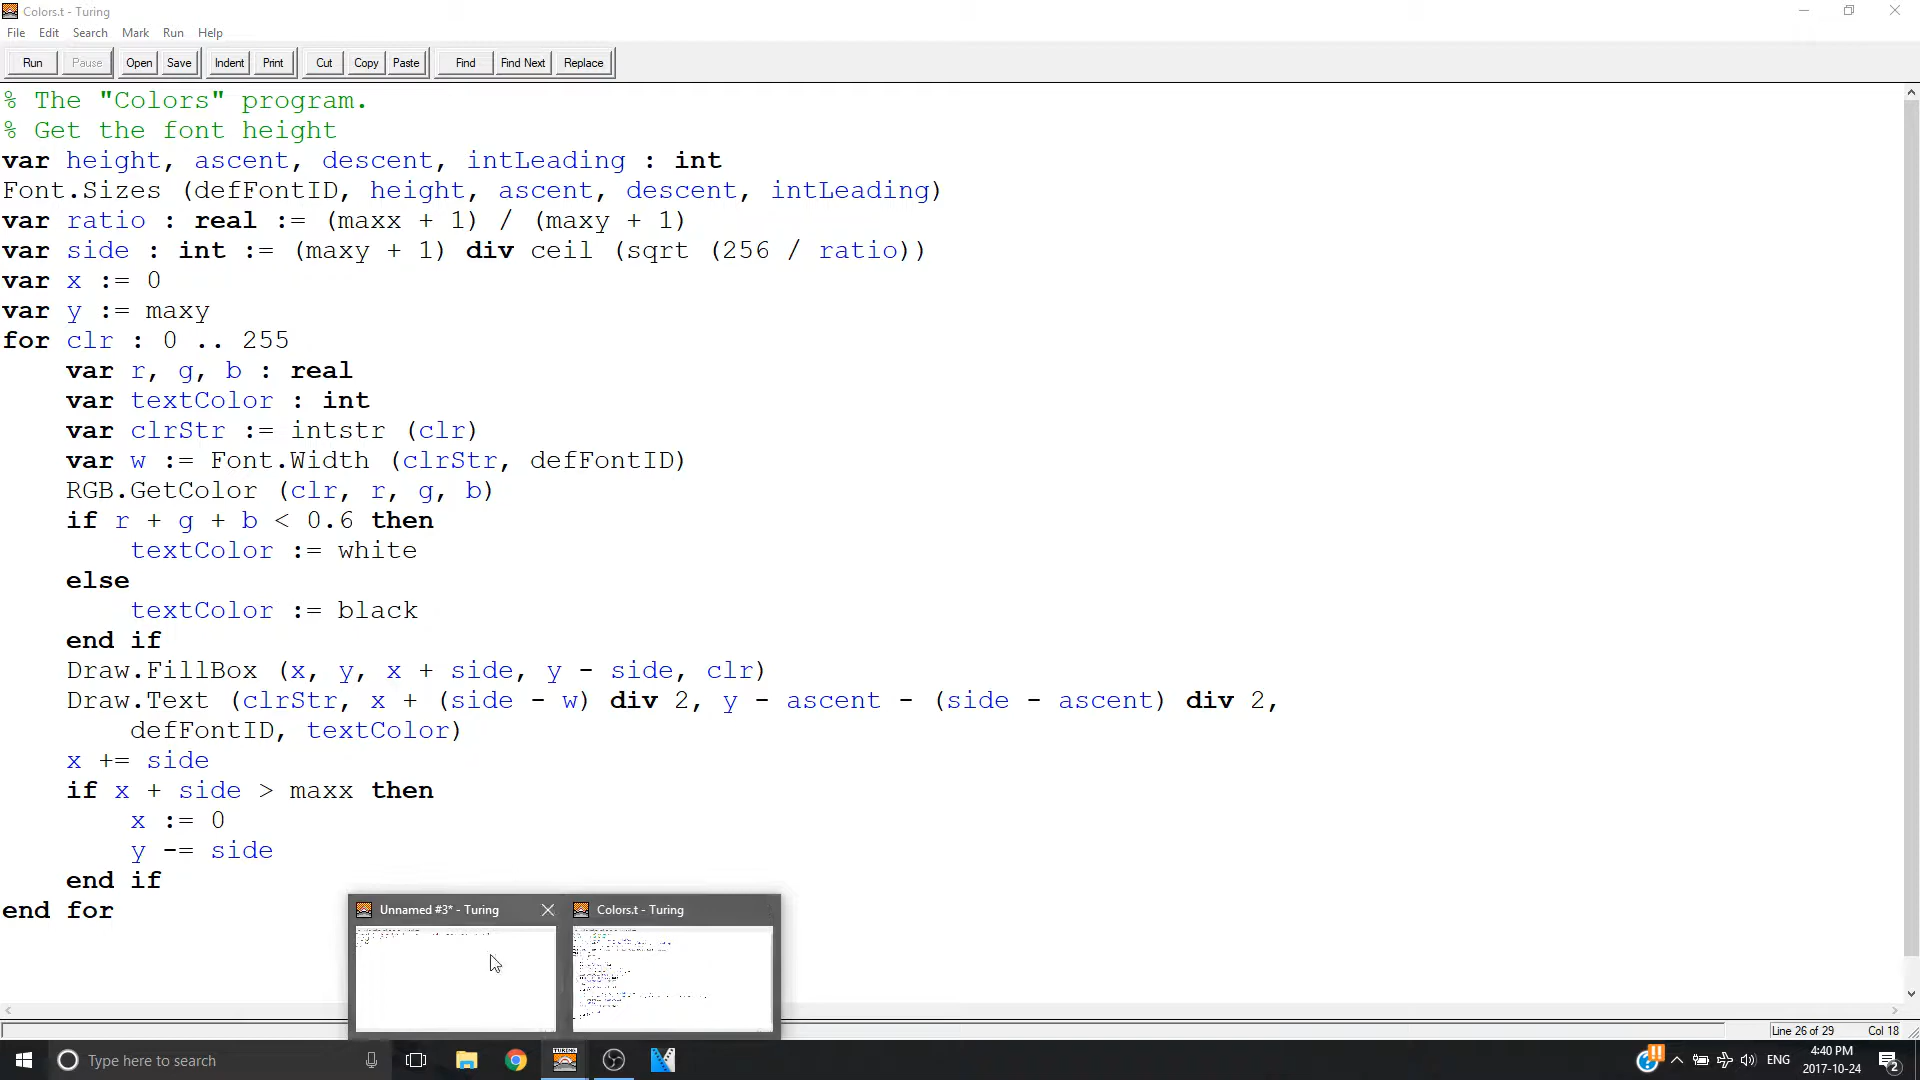 Colors.t - Turing
File Edit Search Mark Run Help
Run Pause Open Save Indent Print Cut Copy Paste Find Find Next Replace
% The "Colors" program.
% Get the font height
var height, ascent, descent, intLeading : int
Font.Sizes (defFontID, height, ascent, descent, intLeading)
var ratio : real := (maxx + 1) / (maxy + 1)
var side : int := (maxy + 1) div ceil (sqrt (256 / ratio))
var x := 0
var y := maxy
for clr : 0 .. 255
    var r, g, b : real
    var textColor : int
    var clrStr := intstr (clr)
    var w := Font.Width (clrStr, defFontID)
    RGB.GetColor (clr, r, g, b)
    if r + g + b < 0.6 then
        textColor := white
    else
        textColor := black
    end if
    Draw.FillBox (x, y, x + side, y - side, clr)
    Draw.Text (clrStr, x + (side - w) div 2, y - ascent - (side - ascent) div 2,
        defFontID, textColor)
    x += side
    if x + side > maxx then
        x := 0
        y -= side
    end if
end for
Unnamed #3* - Turing Colors.t - Turing
Line 26 of 29 Col 18
Type here to search
ENG
4:40 PM
2017-10-24
2